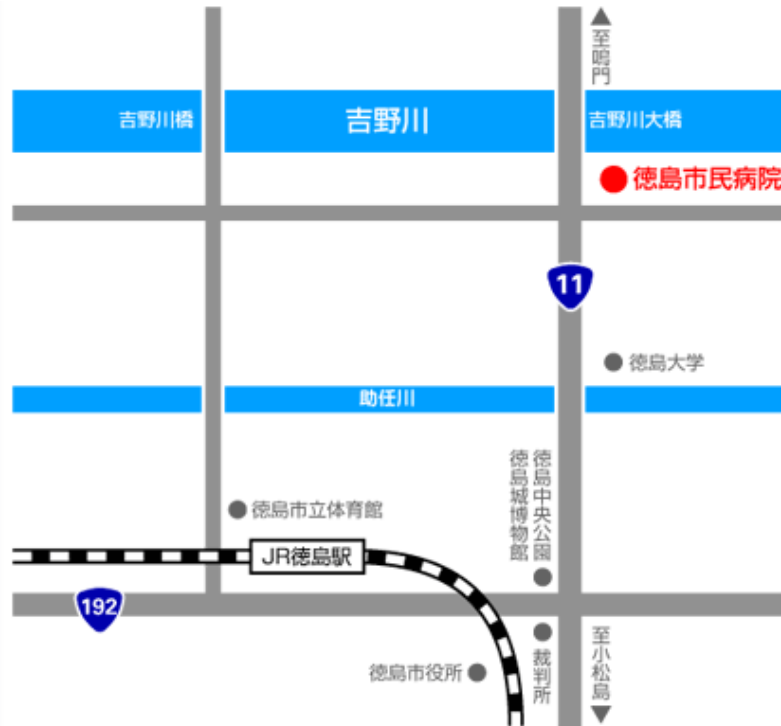 至鳴門
吉野川橋
吉野川
吉野川大橋
徳島市民病院
11
徳島大学
助任川
徳島中央公園
徳島城博物館
徳島市立体育館
JR徳島駅
192
裁判所
至小松島
徳島市役所